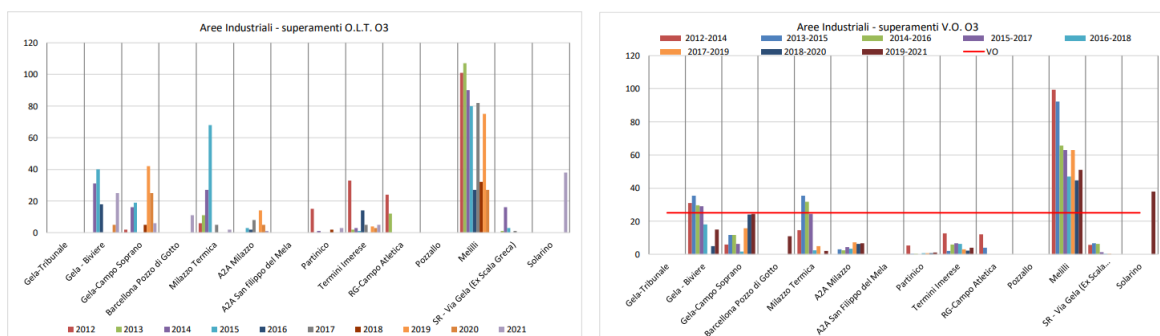 Aree Industriali - superamenti O.L.T. O3
120
100
80
60
40
20
0
Gela-Tribunale
Gela - Biviere
Gela-Campo Soprano
Barcellona Pozzo di Gotto
Milazzo Termica
A2A Milazzo
A2A San filippo del Mela
Partinico
Termini Imerese
RG-Campo Atletica
Pozzallo
Melilli
SR - Via Gela (Ex Scala Greca)
Solarino
2012 2013 2014 2015 2016 2017 2018 2019 2020 2021
Aree Industriali - superamenti V.O. O3
2012-2014 2013-2015 2014-2016 2015-2017 2016-2018
2017-2019 2018-2020 2019-2021 VO
120
100
80
60
40
20
0
Gela-Tribunale
Gela - Biviere
Gela-Campo Soprano
Barcellona Pozzo di Gotto
Milazzo Termica
A2A Milazzo
A2A San Filippo del Mela
Partinico
Termini Imerese
RG-Campo Atletica
Pozzallo
Melilli
SR - Via Gela (Ex Scala...
Solarino